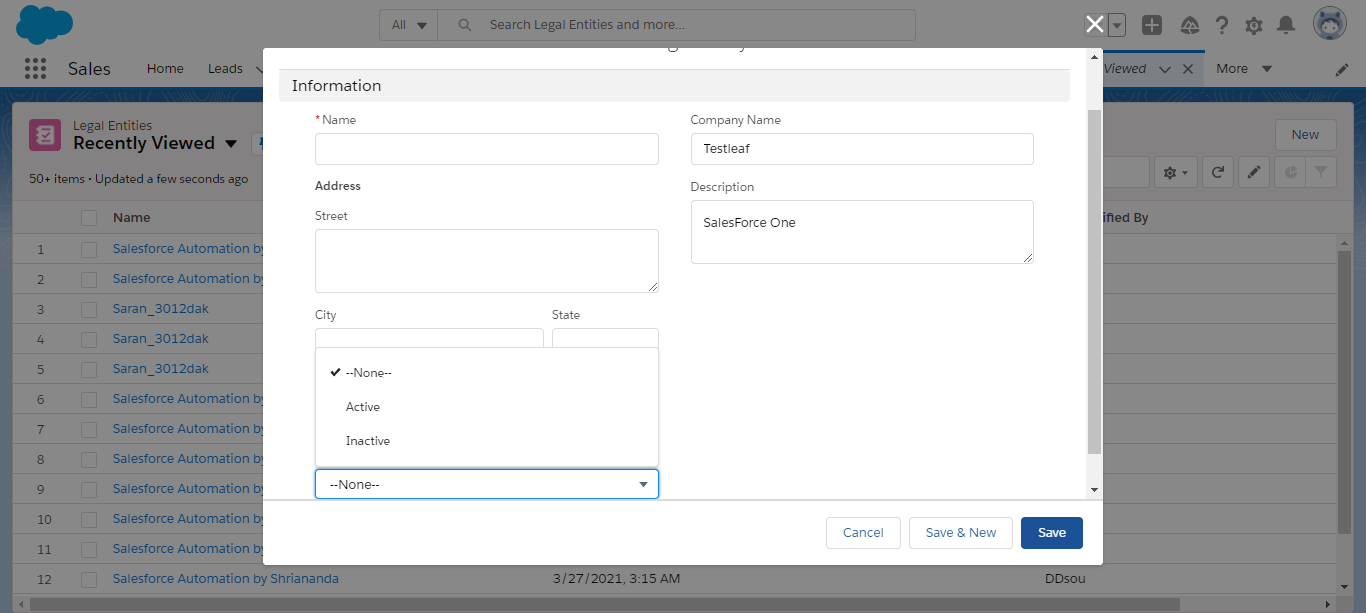 All
Search Legal Entities and more...
Sales
Home
Leads
Viewed
More
Legal Entities
Recently Viewed
New
50+ items • Updated a few seconds ago
Name
ified By
1 Salesforce Automation by
2 Salesforce Automation by
3 Saran_3012dak
4 Saran_3012dak
5 Saran_3012dak
6 Salesforce Automation by
7 Salesforce Automation by
8 Salesforce Automation by
9 Salesforce Automation by
10 Salesforce Automation by
11 Salesforce Automation by
12 Salesforce Automation by Shriananda 3/27/2021, 3:15 AM DDsou
Information
*Name
Company Name
Testleaf
Address
Description
Street
SalesForce One
City
State
--None--
Active
Inactive
--None--
Cancel
Save & New
Save